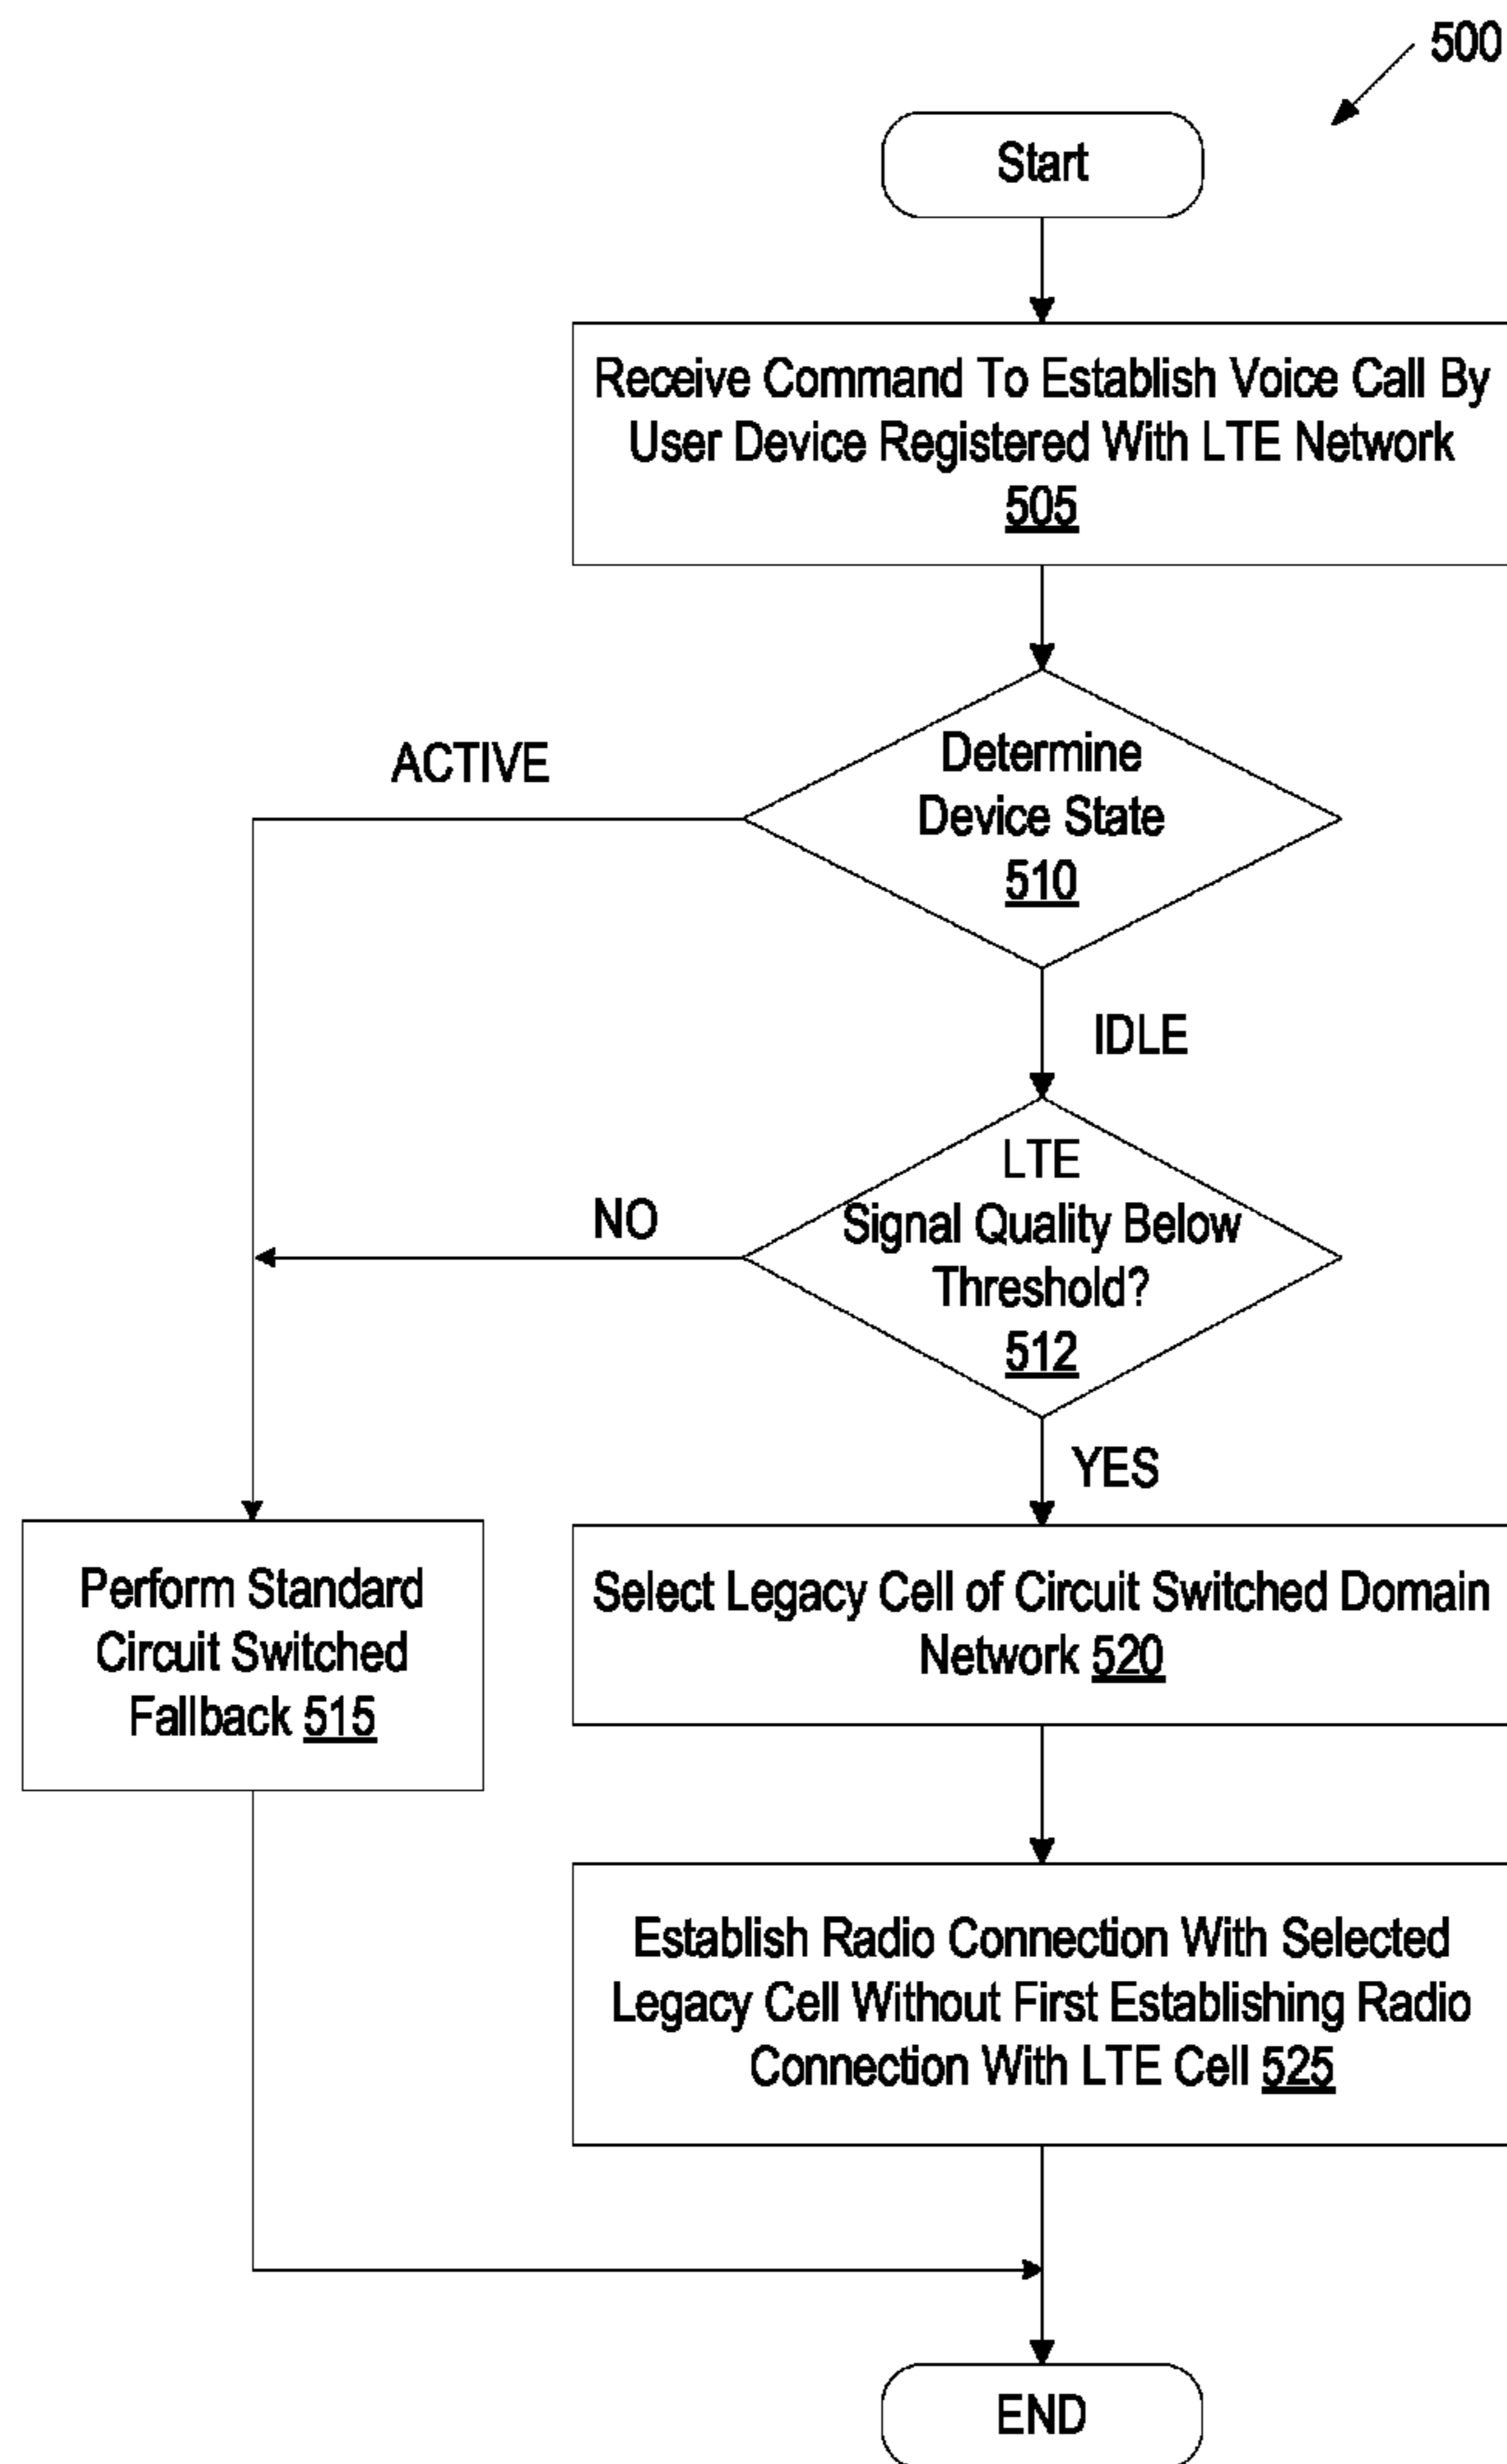 500
Start
Receive Command To Establish Voice Call By
User Device Registered With LTE Network
505
ACTIVE
Determine
Device State
510
IDLE
LTE
Signal Quality Below
Threshold?
512
NO
YES
Perform Standard
Circuit Switched
Fallback 515
Select Legacy Cell of Circuit Switched Domain
Network 520
Establish Radio Connection With Selected
Legacy Cell Without First Establishing Radio
Connection With LTE Cell 525
END